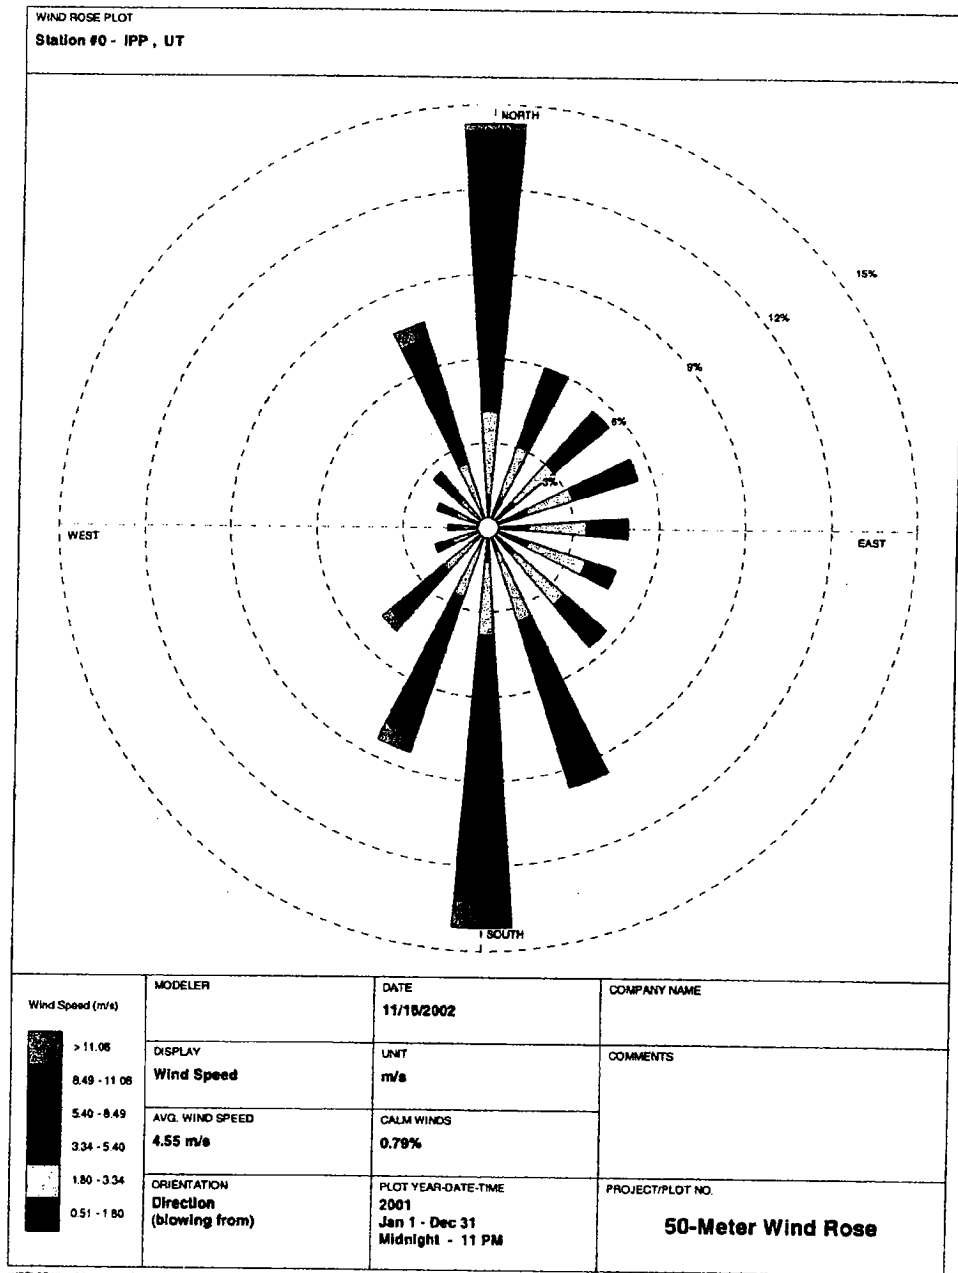 WIND ROSE PLOT
Station #0 - IPP , UT
NORTH
15%
12%
9%
6%
3%
WEST
EAST
SOUTH
Wind Speed (m/s)
> 11.06
8.49 - 11.06
5.40 - 8.49
3.34 - 5.40
1.80 - 3.34
0.51 - 1.80
MODELER
DATE
11/16/2002
COMPANY NAME
DISPLAY
Wind Speed
UNIT
m/s
COMMENTS
AVG. WIND SPEED
4.55 m/s
CALM WINDS
0.79%
ORIENTATION
Direction
(blowing from)
PLOT YEAR-DATE-TIME
2001
Jan 1 - Dec 31
Midnight - 11 PM
PROJECT/PLOT NO.
50-Meter Wind Rose